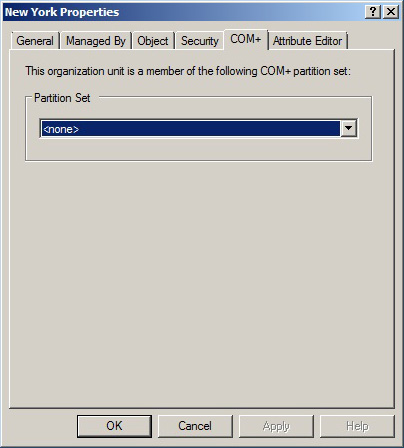 New York Properties
General Managed By Object Security COM+ Attribute Editor
This organization unit is a member of the following COM+ partition set:
Partition Set
<none>
OK Cancel Apply Help